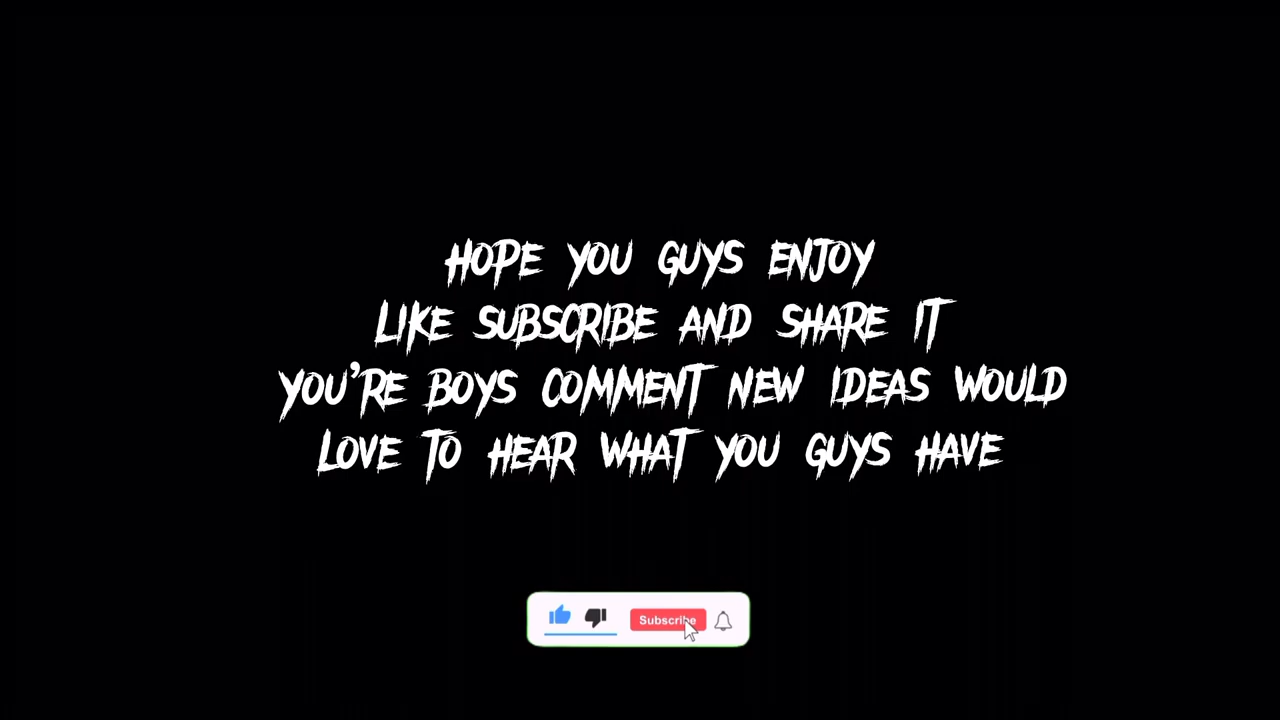 HOPE YOU GUYS ENJOY
LIKE SUBSCRIBE AND SHARE IT
YOU'RE BOYS COMMENT NEW IDEAS WOULD
LOVE TO HEAR WHAT YOU GUYS HAVE
Subscribe